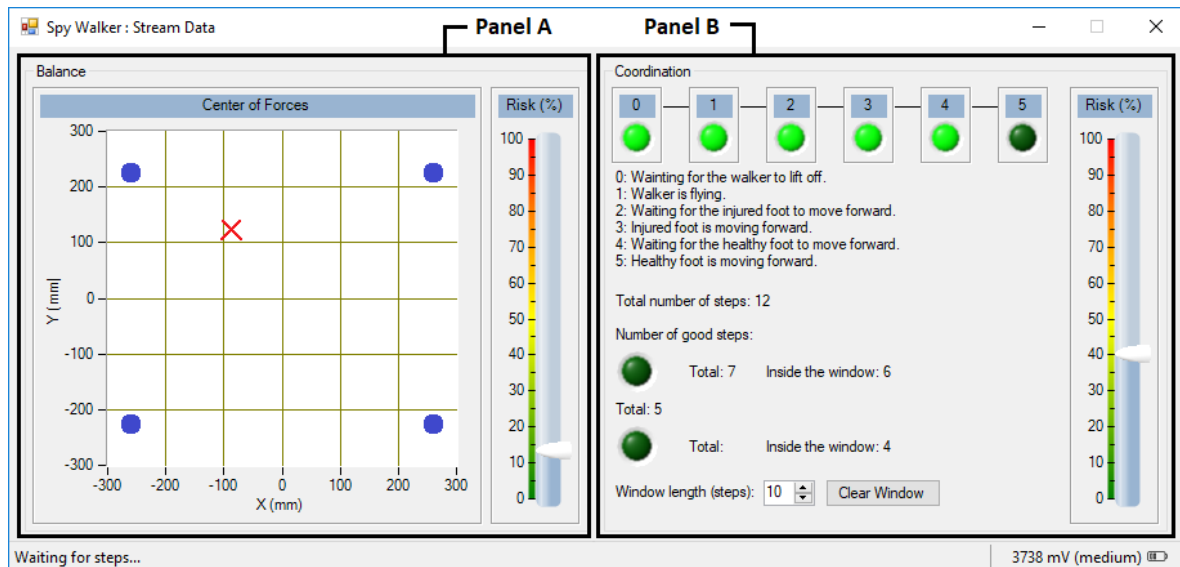 Spy Walker : Stream Data
Panel A
Panel B
Balance
Center of Forces
300
200
100
0
-100
-200
-300
Y (mm)
-300 -200 -100 0 100 200 300
X (mm)
Risk (%)
100
90
80
70
60
50
40
30
20
10
0
Coordination
0 1 2 3 4 5
0: Wainting for the walker to lift off.
1: Walker is flying.
2: Waiting for the injured foot to move forward.
3: Injured foot is moving forward.
4: Waiting for the healthy foot to move forward.
5: Healthy foot is moving forward.
Total number of steps: 12
Number of good steps:
Total: 7 Inside the window: 6
Total: 5
Total: Inside the window: 4
Window length (steps): 10 Clear Window
Risk (%)
100
90
80
70
60
50
40
30
20
10
0
Waiting for steps...
3738 mV (medium)